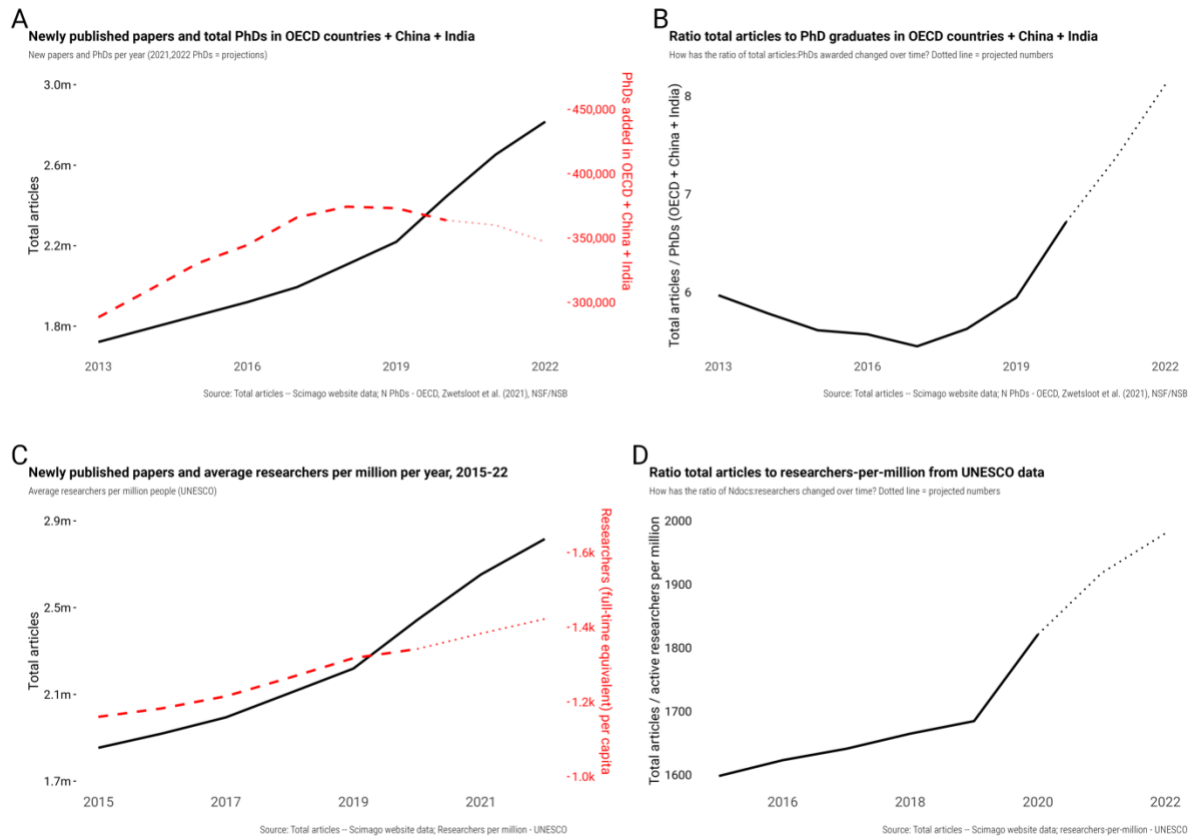 A
Newly published papers and total PhDs in OECD countries + China + India
New papers and PhDs per year (2021,2022 PhDs = projections)
Total articles
3.0m
2.6m
2.2m
1.8m
2013
2016
2019
2022
450,000
400,000
350,000
300,000
PhDs added in OECD + China + India
Source: Total articles -- Scimago website data; N PhDs - OECD, Zwetsloot et al. (2021), NSF/NSB
B
Ratio total articles to PhD graduates in OECD countries + China + India
How has the ratio of total articles:PhDs awarded changed over time? Dotted line = projected numbers
Total articles / PhDs (OECD + China + India)
8
7
6
2013
2016
2019
2022
Source: Total articles -- Scimago website data; N PhDs - OECD, Zwetsloot et al. (2021), NSF/NSB
C
Newly published papers and average researchers per million per year, 2015-22
Average researchers per million people (UNESCO)
Total articles
2.9m
2.5m
2.1m
1.7m
2015
2017
2019
2021
1.6k
1.4k
1.2k
1.0k
Researchers (full-time equivalent) per capita
Source: Total articles -- Scimago website data; Researchers per million - UNESCO
D
Ratio total articles to researchers-per-million from UNESCO data
How has the ratio of Ndocs:researchers changed over time? Dotted line = projected numbers
Total articles / active researchers per million
2000
1900
1800
1700
1600
2016
2018
2020
2022
Source: Total articles -- Scimago website data; researchers-per-million - UNESCO